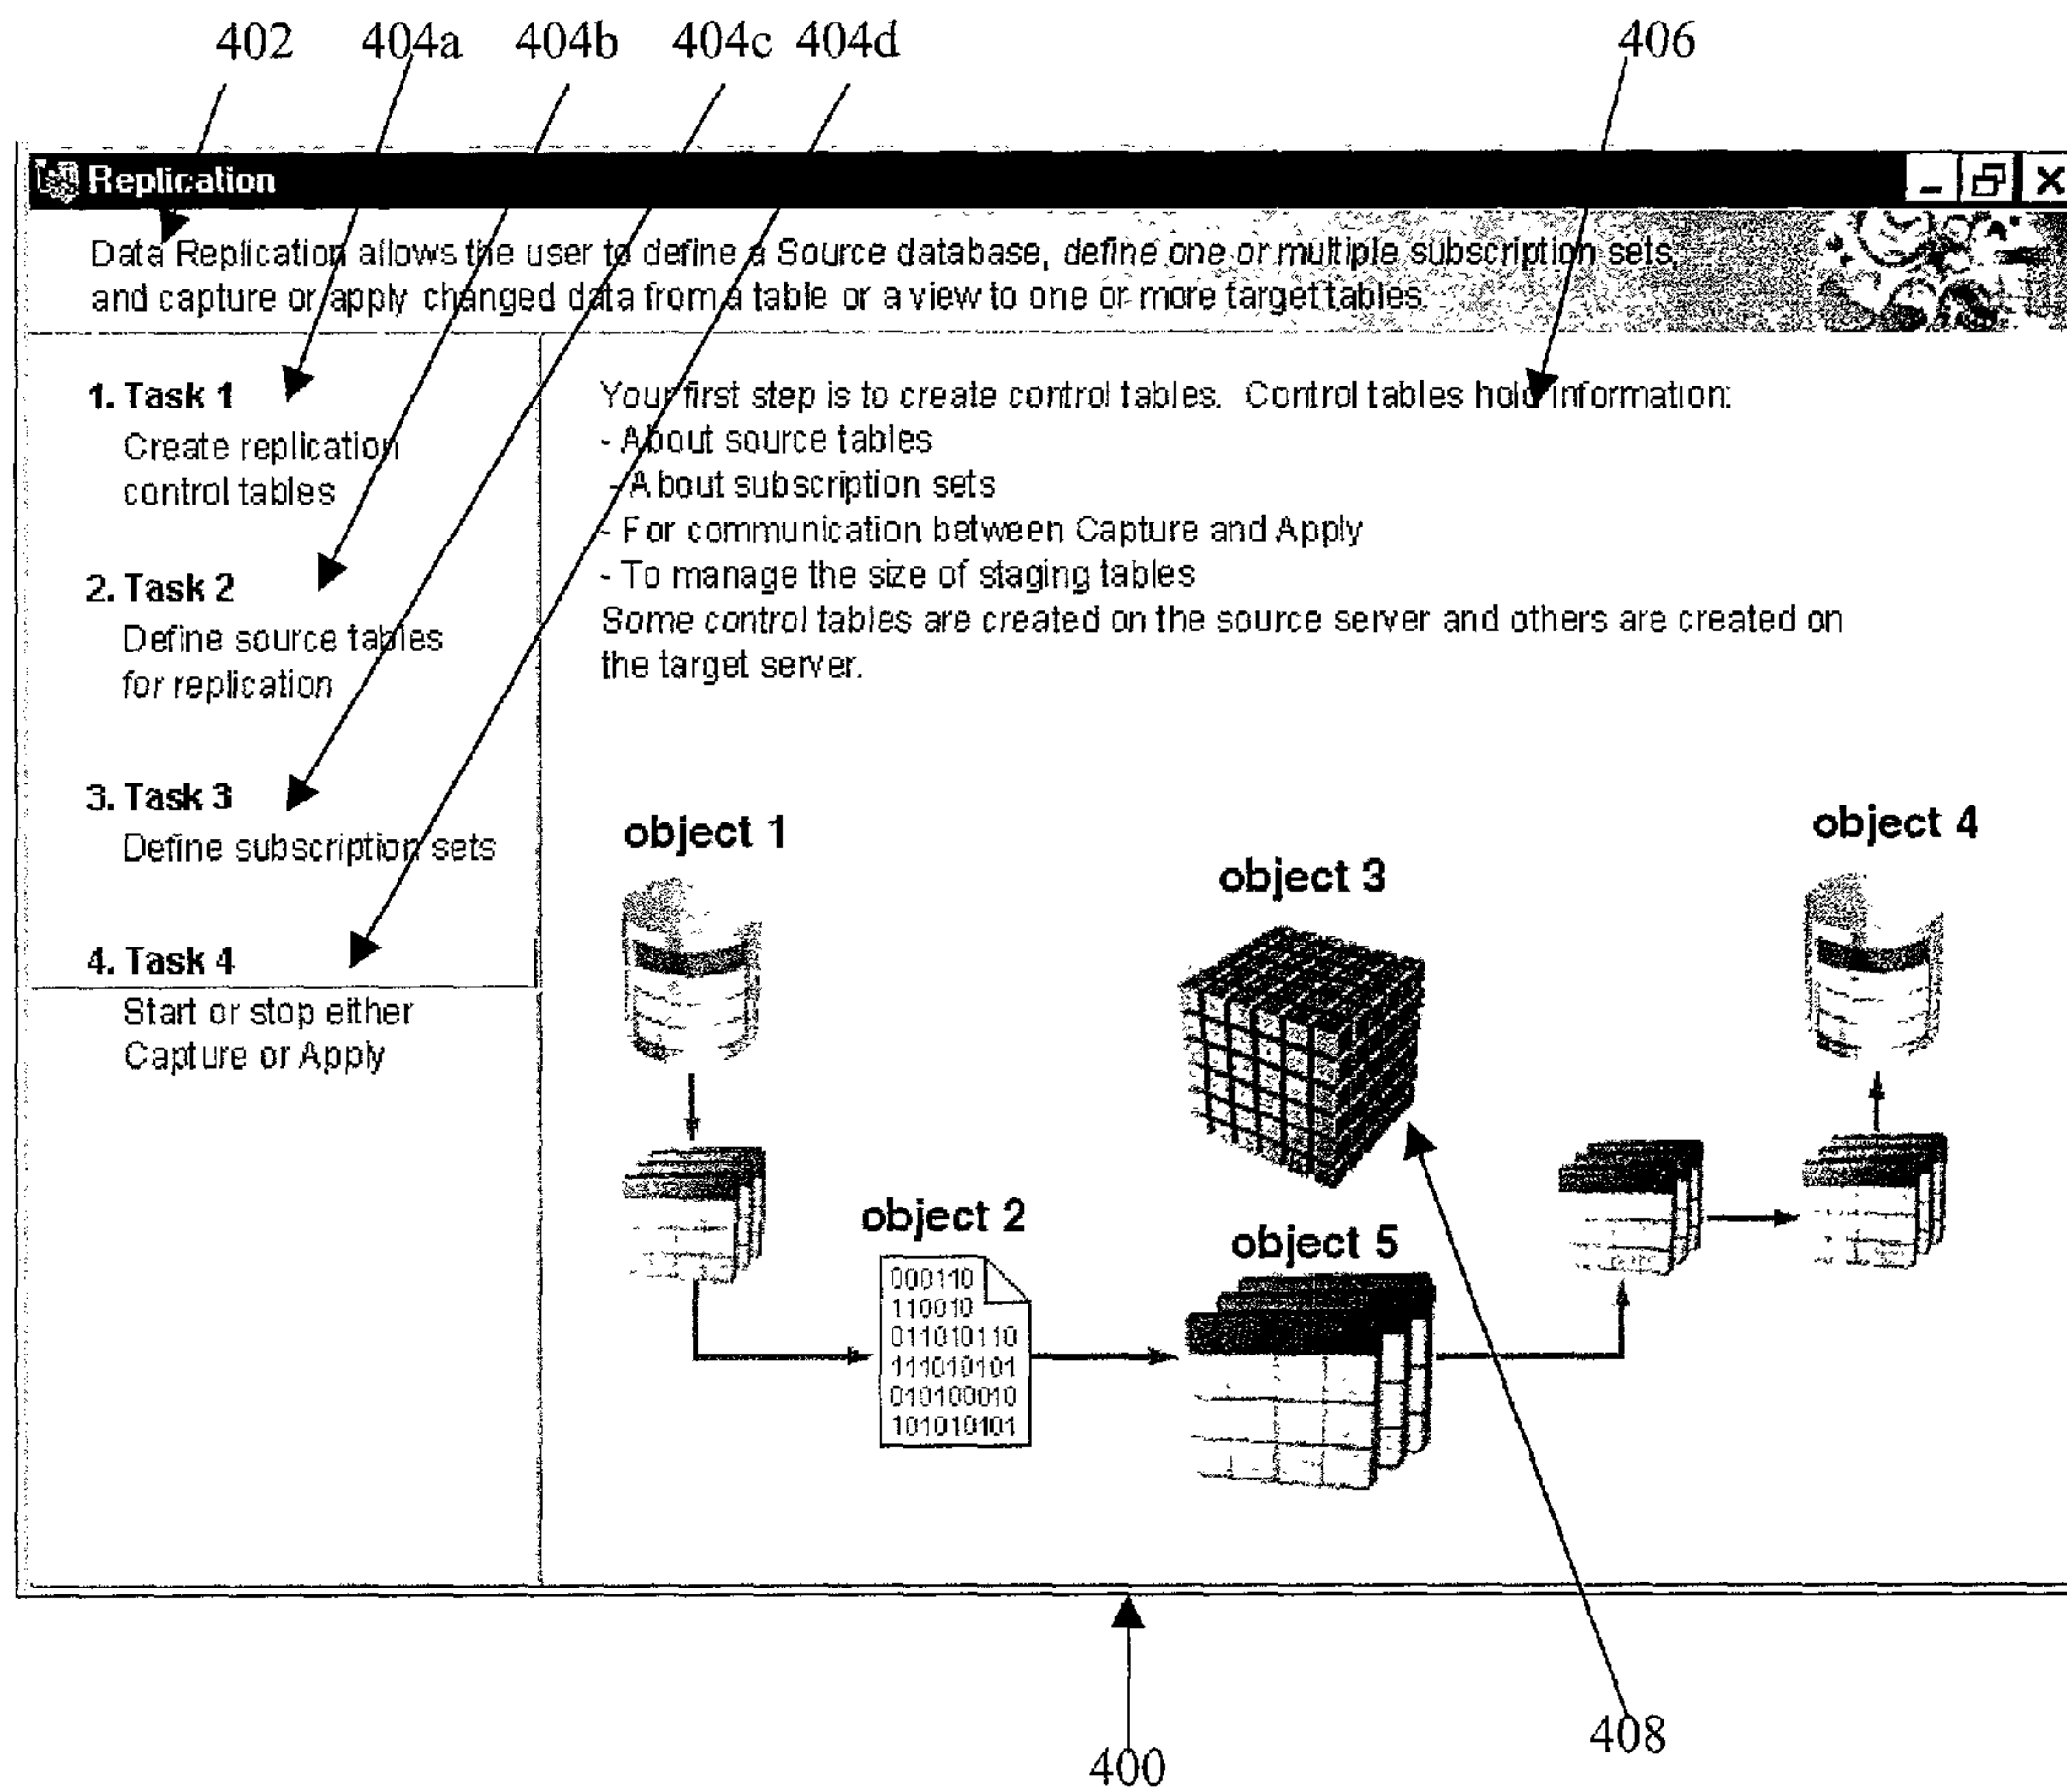 402 404a 404b 404c 404d 406
Replication
Data Replication allows the user to define a Source database, define one or multiple subscription sets,
and capture or apply changed data from a table or a view to one or more target tables.
1. Task 1
Create replication
control tables
2. Task 2
Define source tables
for replication
3. Task 3
Define subscription sets
4. Task 4
Start or stop either
Capture or Apply
Your first step is to create control tables. Control tables hold information:
- About source tables
- About subscription sets
- For communication between Capture and Apply
- To manage the size of staging tables
Some control tables are created on the source server and others are created on
the target server.
object 1
object 4
object 3
object 2
object 5
000110
110010
011010110
111010101
010100010
101010101
408
400